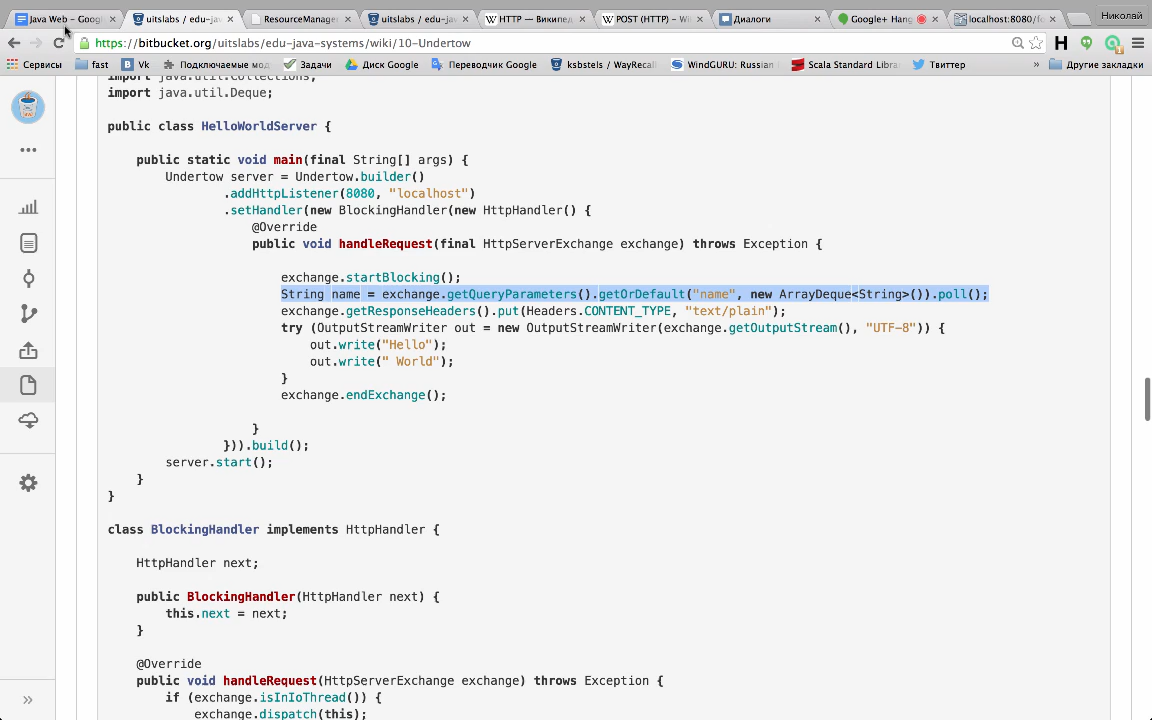 Java Web – Goog
uitslabs / edu-jav
ResourceManage
uitslabs / edu-jav
HTTP — Википед
POST (HTTP) – W
Диалоги
Google+ Hang
localhost:8080/fo
Николай
https://bitbucket.org/uitslabs/edu-java-systems/wiki/10-Undertow
Сервисы
fast
Vk
Подключаемые мод
Задачи
Диск Google
Переводчик Google
ksbstels / WayRecall
WindGURU: Russian
Scala Standard Libr
Твиттер
»
Другие закладки
import java.util.Collections;
import java.util.Deque;
public class HelloWorldServer {
public static void main(final String[] args) {
Undertow server = Undertow.builder()
.addHttpListener(8080, "localhost")
.setHandler(new BlockingHandler(new HttpHandler() {
@Override
public void handleRequest(final HttpServerExchange exchange) throws Exception {
exchange.startBlocking();
String name = exchange.getQueryParameters().getOrDefault("name", new ArrayDeque<String>()).poll();
exchange.getResponseHeaders().put(Headers.CONTENT_TYPE, "text/plain");
try (OutputStreamWriter out = new OutputStreamWriter(exchange.getOutputStream(), "UTF-8")) {
out.write("Hello");
out.write(" World");
}
exchange.endExchange();
}
})).build();
server.start();
}
}
class BlockingHandler implements HttpHandler {
HttpHandler next;
public BlockingHandler(HttpHandler next) {
this.next = next;
}
@Override
public void handleRequest(HttpServerExchange exchange) throws Exception {
if (exchange.isInIoThread()) {
exchange.dispatch(this);